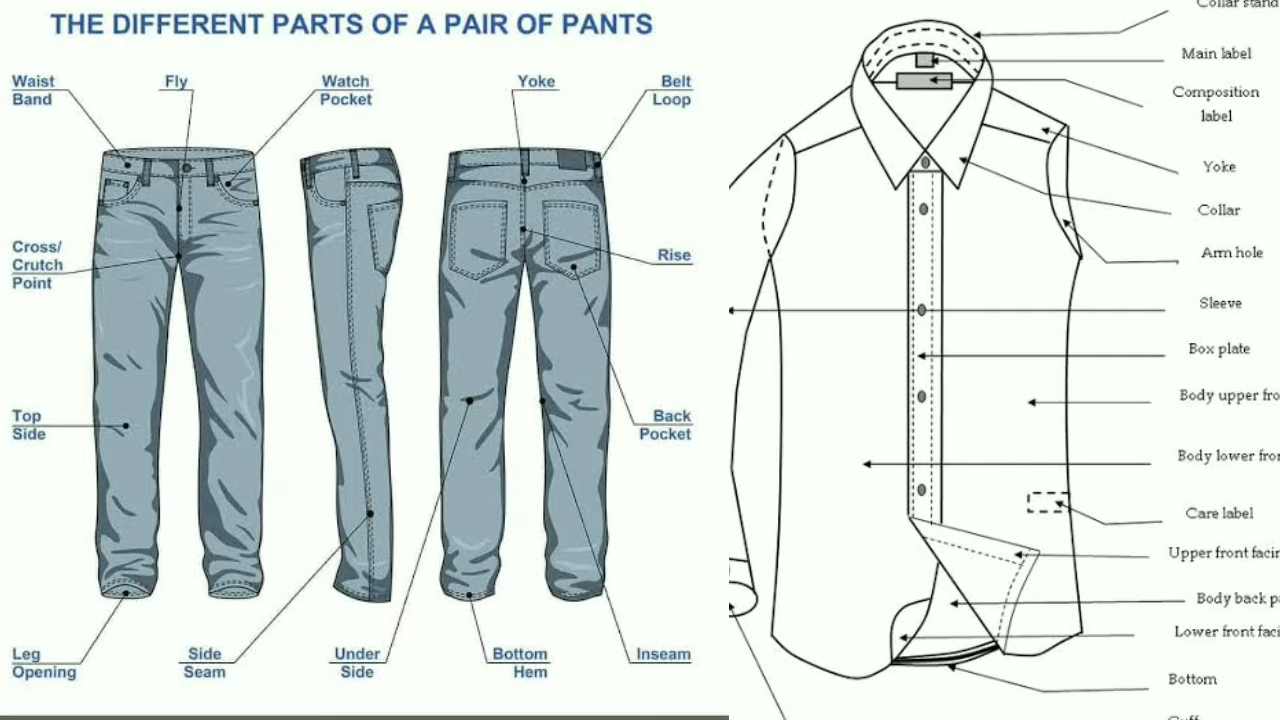 THE DIFFERENT PARTS OF A PAIR OF PANTS
Waist
Band
Fly
Watch
Pocket
Yoke
Belt
Loop
Cross/
Crutch
Point
Rise
Top
Side
Back
Pocket
Leg
Opening
Side
Seam
Under
Side
Bottom
Hem
Inseam
Collar stand
Main label
Composition
label
Yoke
Collar
Arm hole
Sleeve
Box plate
Body upper fro
Body lower fron
Care label
Upper front facin
Body back pa
Lower front faci
Bottom